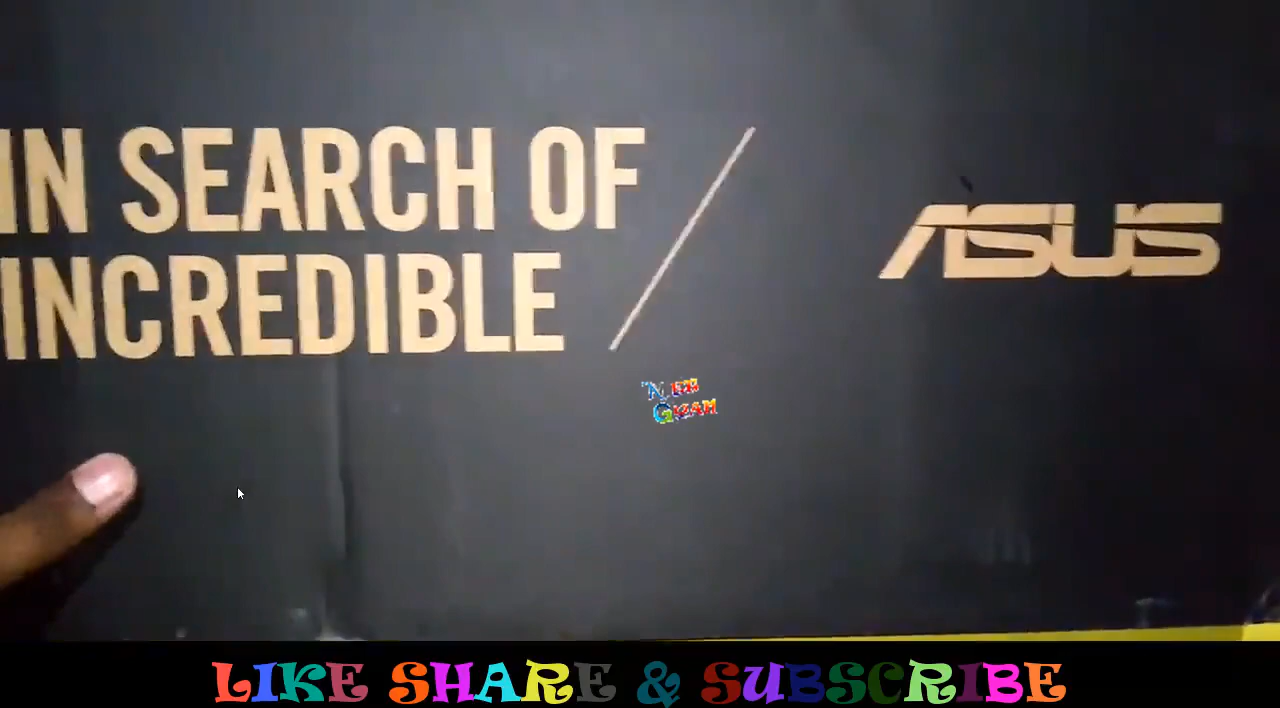 IN SEARCH OF
INCREDIBLE
ASUS
LIKE SHARE & SUBSCRIBE